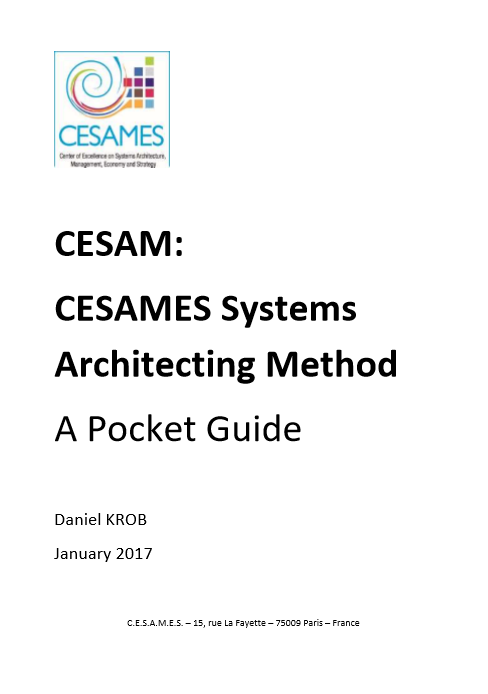 CESAMES
Center of Excellence on Systems Architecture,
Management, Economy and Strategy
CESAM:
CESAMES Systems
Architecting Method
A Pocket Guide
Daniel KROB
January 2017
C.E.S.A.M.E.S. – 15, rue La Fayette – 75009 Paris – France